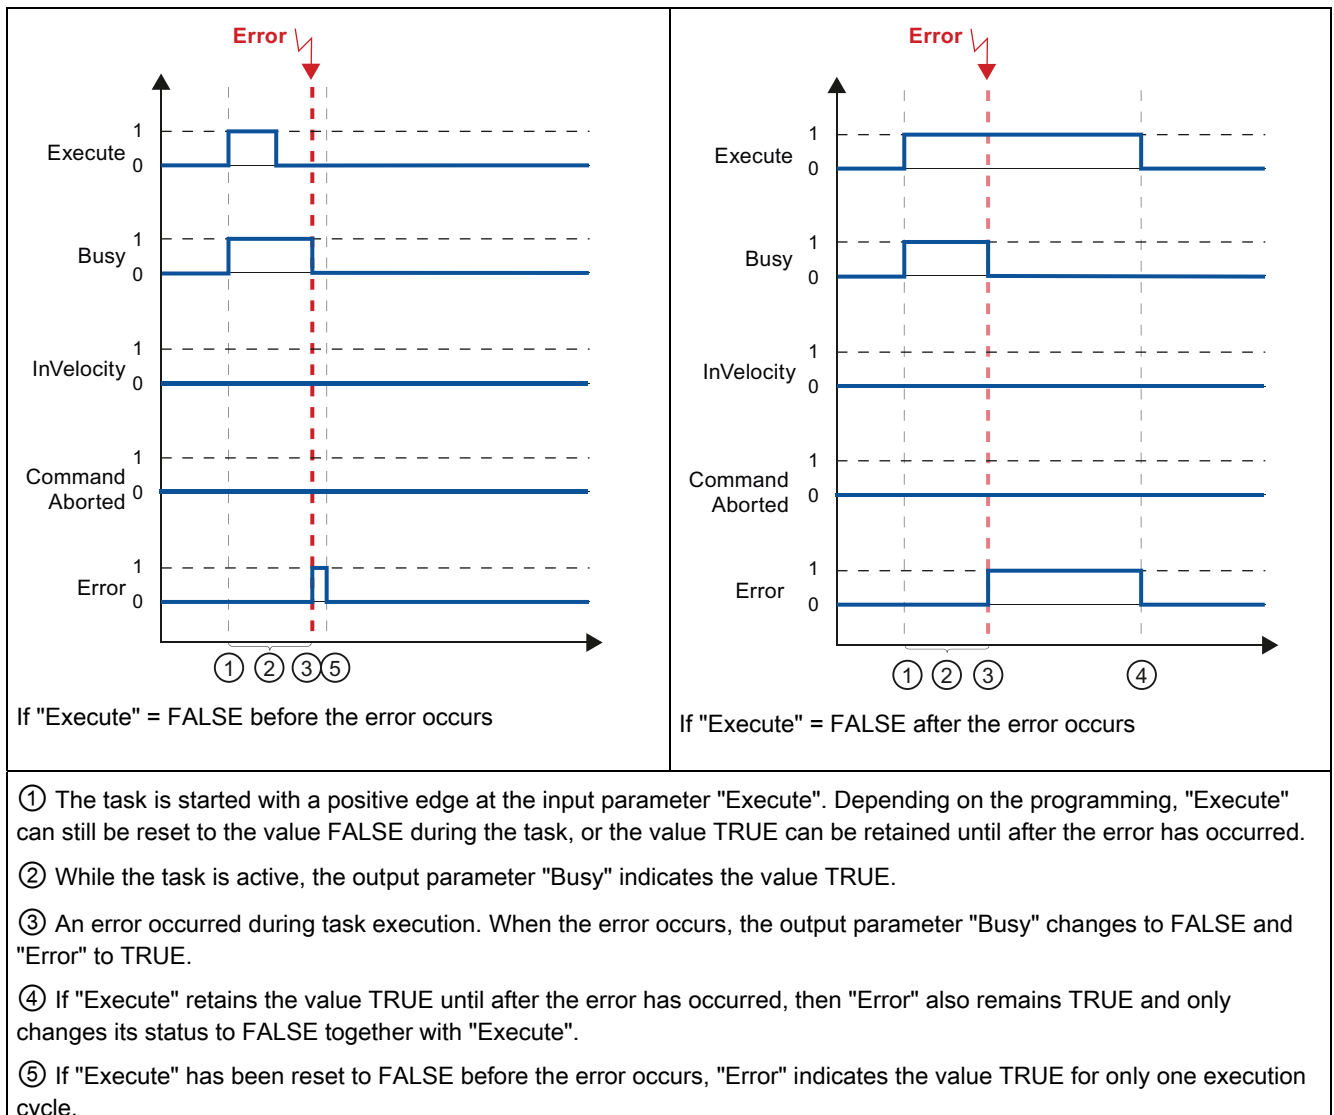 Error
1
Execute
0
1
Busy
0
1
InVelocity
0
1
Command
Aborted
0
1
Error
0
① ② ③⑤
If "Execute" = FALSE before the error occurs
Error
1
Execute
0
1
Busy
0
1
InVelocity
0
1
Command
Aborted
0
1
Error
0
① ② ③ ④
If "Execute" = FALSE after the error occurs
① The task is started with a positive edge at the input parameter "Execute". Depending on the programming, "Execute"
can still be reset to the value FALSE during the task, or the value TRUE can be retained until after the error has occurred.
② While the task is active, the output parameter "Busy" indicates the value TRUE.
③ An error occurred during task execution. When the error occurs, the output parameter "Busy" changes to FALSE and
"Error" to TRUE.
④ If "Execute" retains the value TRUE until after the error has occurred, then "Error" also remains TRUE and only
changes its status to FALSE together with "Execute".
⑤ If "Execute" has been reset to FALSE before the error occurs, "Error" indicates the value TRUE for only one execution
cycle.